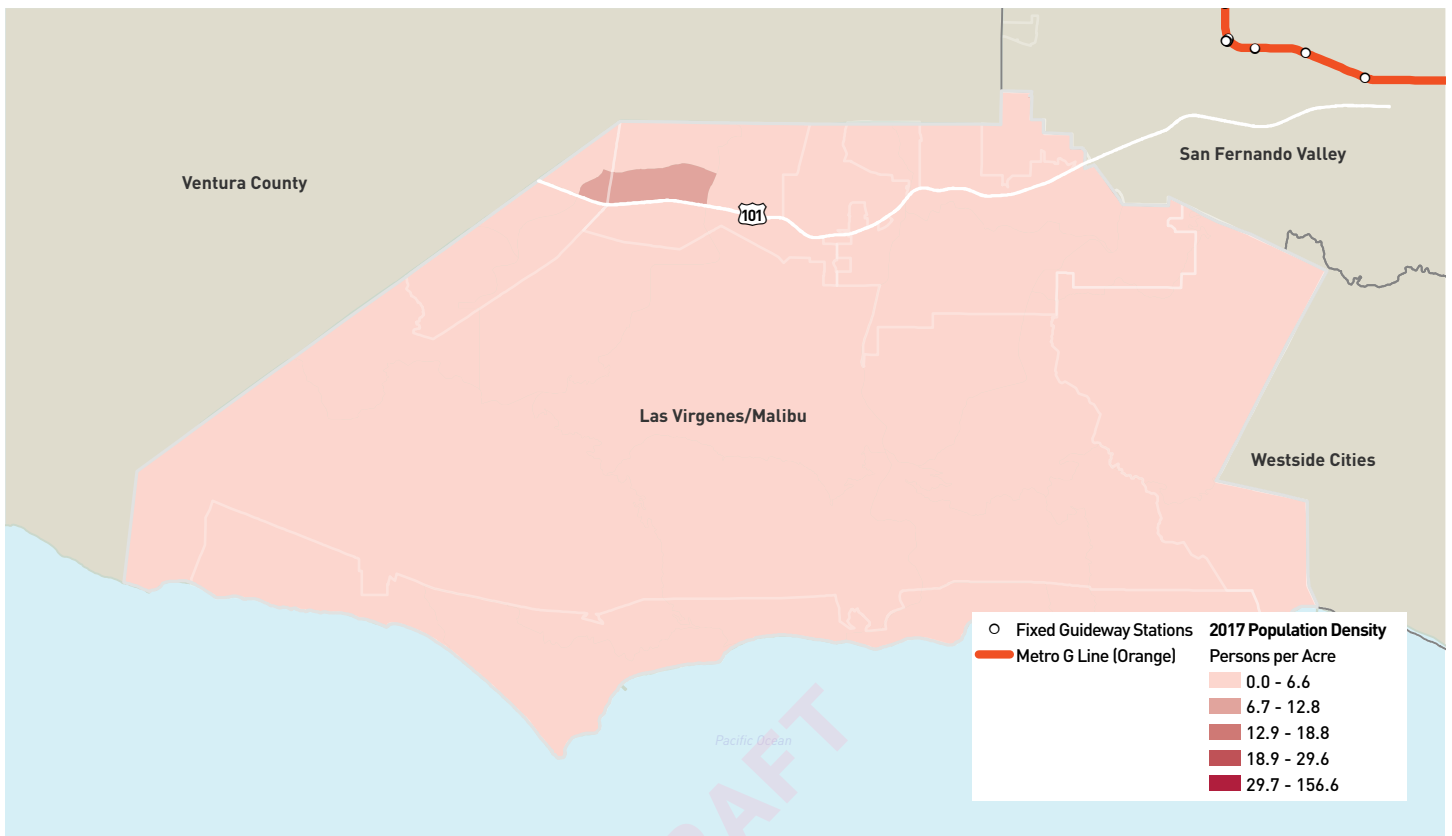 San Fernando Valley
Ventura County
101
Las Virgenes/Malibu
Westside Cities
Fixed Guideway Stations
Metro G Line (Orange)
2017 Population Density
Persons per Acre
0.0 - 6.6
6.7 - 12.8
12.9 - 18.8
18.9 - 29.6
29.7 - 156.6
Pacific Ocean
AFT